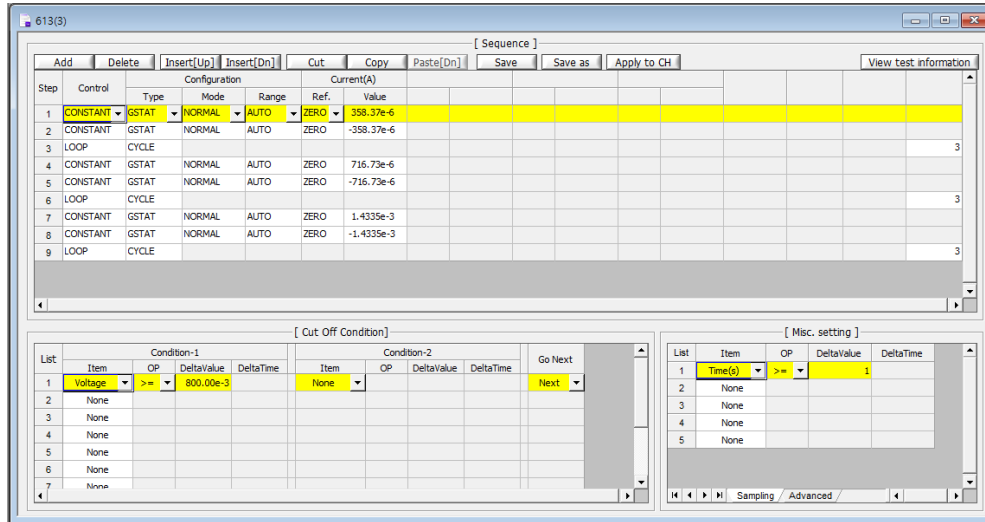 613(3)
[ Sequence ]
Add Delete Insert[Up] Insert[Dn] Cut Copy Paste[Dn] Save Save as Apply to CH View test information
Step Control Configuration Current(A)
Type Mode Range Ref. Value
1 CONSTANT GSTAT NORMAL AUTO ZERO 358.37e-6
2 CONSTANT GSTAT NORMAL AUTO ZERO -358.37e-6
3 LOOP CYCLE 3
4 CONSTANT GSTAT NORMAL AUTO ZERO 716.73e-6
5 CONSTANT GSTAT NORMAL AUTO ZERO -716.73e-6
6 LOOP CYCLE 3
7 CONSTANT GSTAT NORMAL AUTO ZERO 1.4335e-3
8 CONSTANT GSTAT NORMAL AUTO ZERO -1.4335e-3
9 LOOP CYCLE 3
[ Cut Off Condition]
List Condition-1 Condition-2 Go Next
Item OP DeltaValue DeltaTime Item OP DeltaValue DeltaTime
1 Voltage >= 800.00e-3 None Next
2 None
3 None
4 None
5 None
6 None
7 None
[ Misc. setting ]
List Item OP DeltaValue DeltaTime
1 Time(s) >= 1
2 None
3 None
4 None
5 None
Sampling Advanced